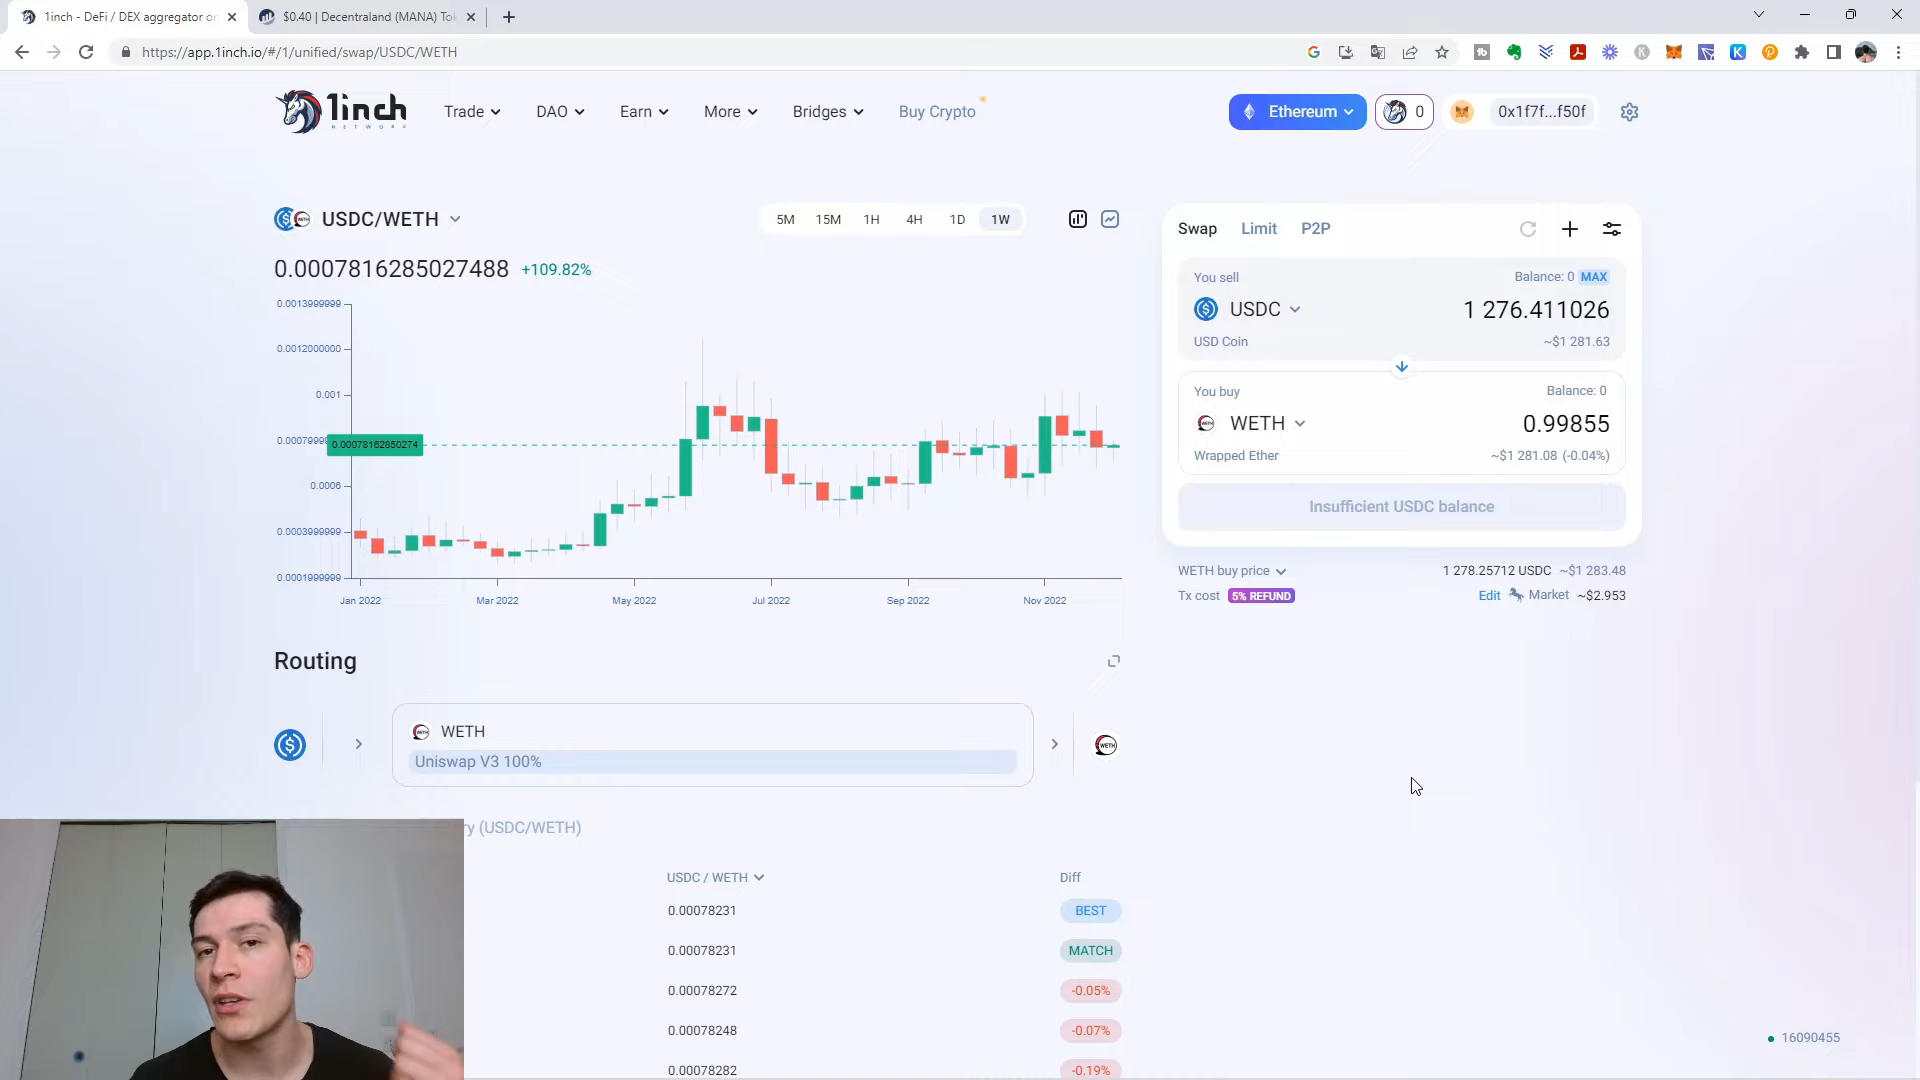 1inch - DeFi / DEX aggregator on
$0.40 | Decentraland (MANA) Tok
https://app.1inch.io/#/1/unified/swap/USDC/WETH
1inch
NETWORK
Trade
DAO
Earn
More
Bridges
Buy Crypto
Ethereum
0
0x1f7f...f50f
USDC/WETH
5M
15M
1H
4H
1D
1W
0.0007816285027488 +109.82%
0.0013999999
0.0012000000
0.001
0.00079999
0.00078162850274
0.0006
0.0003999999
0.0001999999
Jan 2022
Mar 2022
May 2022
Jul 2022
Sep 2022
Nov 2022
Swap
Limit
P2P
You sell
Balance: 0 MAX
USDC
1 276.411026
USD Coin
~$1 281.63
You buy
Balance: 0
WETH
0.99855
Wrapped Ether
~$1 281.08 (-0.04%)
Insufficient USDC balance
WETH buy price
1 278.25712 USDC ~$1 283.48
Tx cost 5% REFUND
Edit Market ~$2.953
Routing
WETH
Uniswap V3 100%
WETH
ry (USDC/WETH)
USDC / WETH
Diff
0.00078231
BEST
0.00078231
MATCH
0.00078272
-0.05%
0.00078248
-0.07%
0.00078282
-0.19%
16090455